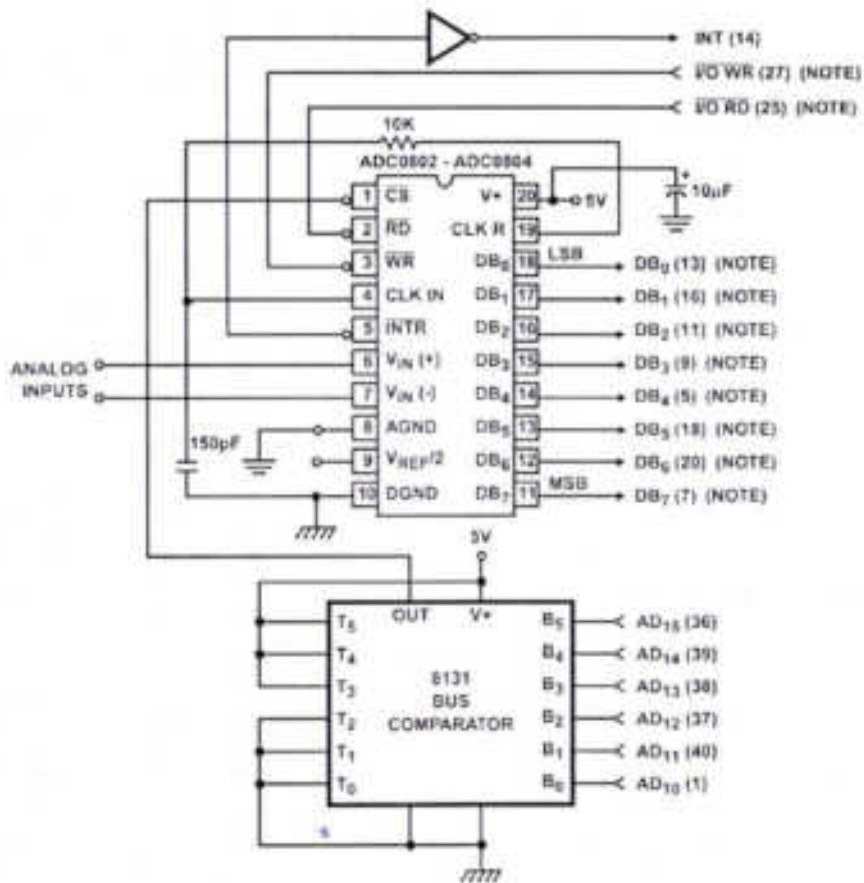 INT (14)
I/O WR (27) (NOTE)
I/O RD (25) (NOTE)
10K
ADC0802 - ADC0804
1 CS V+ 20 5V
+ 10µF
2 RD CLK R 19
3 WR DB0 18 LSB DB0 (13) (NOTE)
4 CLK IN DB1 17 DB1 (16) (NOTE)
5 INTR DB2 16 DB2 (11) (NOTE)
ANALOG INPUTS
6 VIN (+) DB3 15 DB3 (9) (NOTE)
7 VIN (-) DB4 14 DB4 (5) (NOTE)
8 AGND DB5 13 DB5 (18) (NOTE)
150pF
9 VREF/2 DB6 12 DB6 (20) (NOTE)
10 DGND DB7 11 MSB DB7 (7) (NOTE)
5V
OUT V+
T5 B5 AD15 (36)
T4 B4 AD14 (39)
T3 B3 AD13 (38)
8131
BUS
COMPARATOR
T2 B2 AD12 (37)
T1 B1 AD11 (40)
T0 B0 AD10 (1)